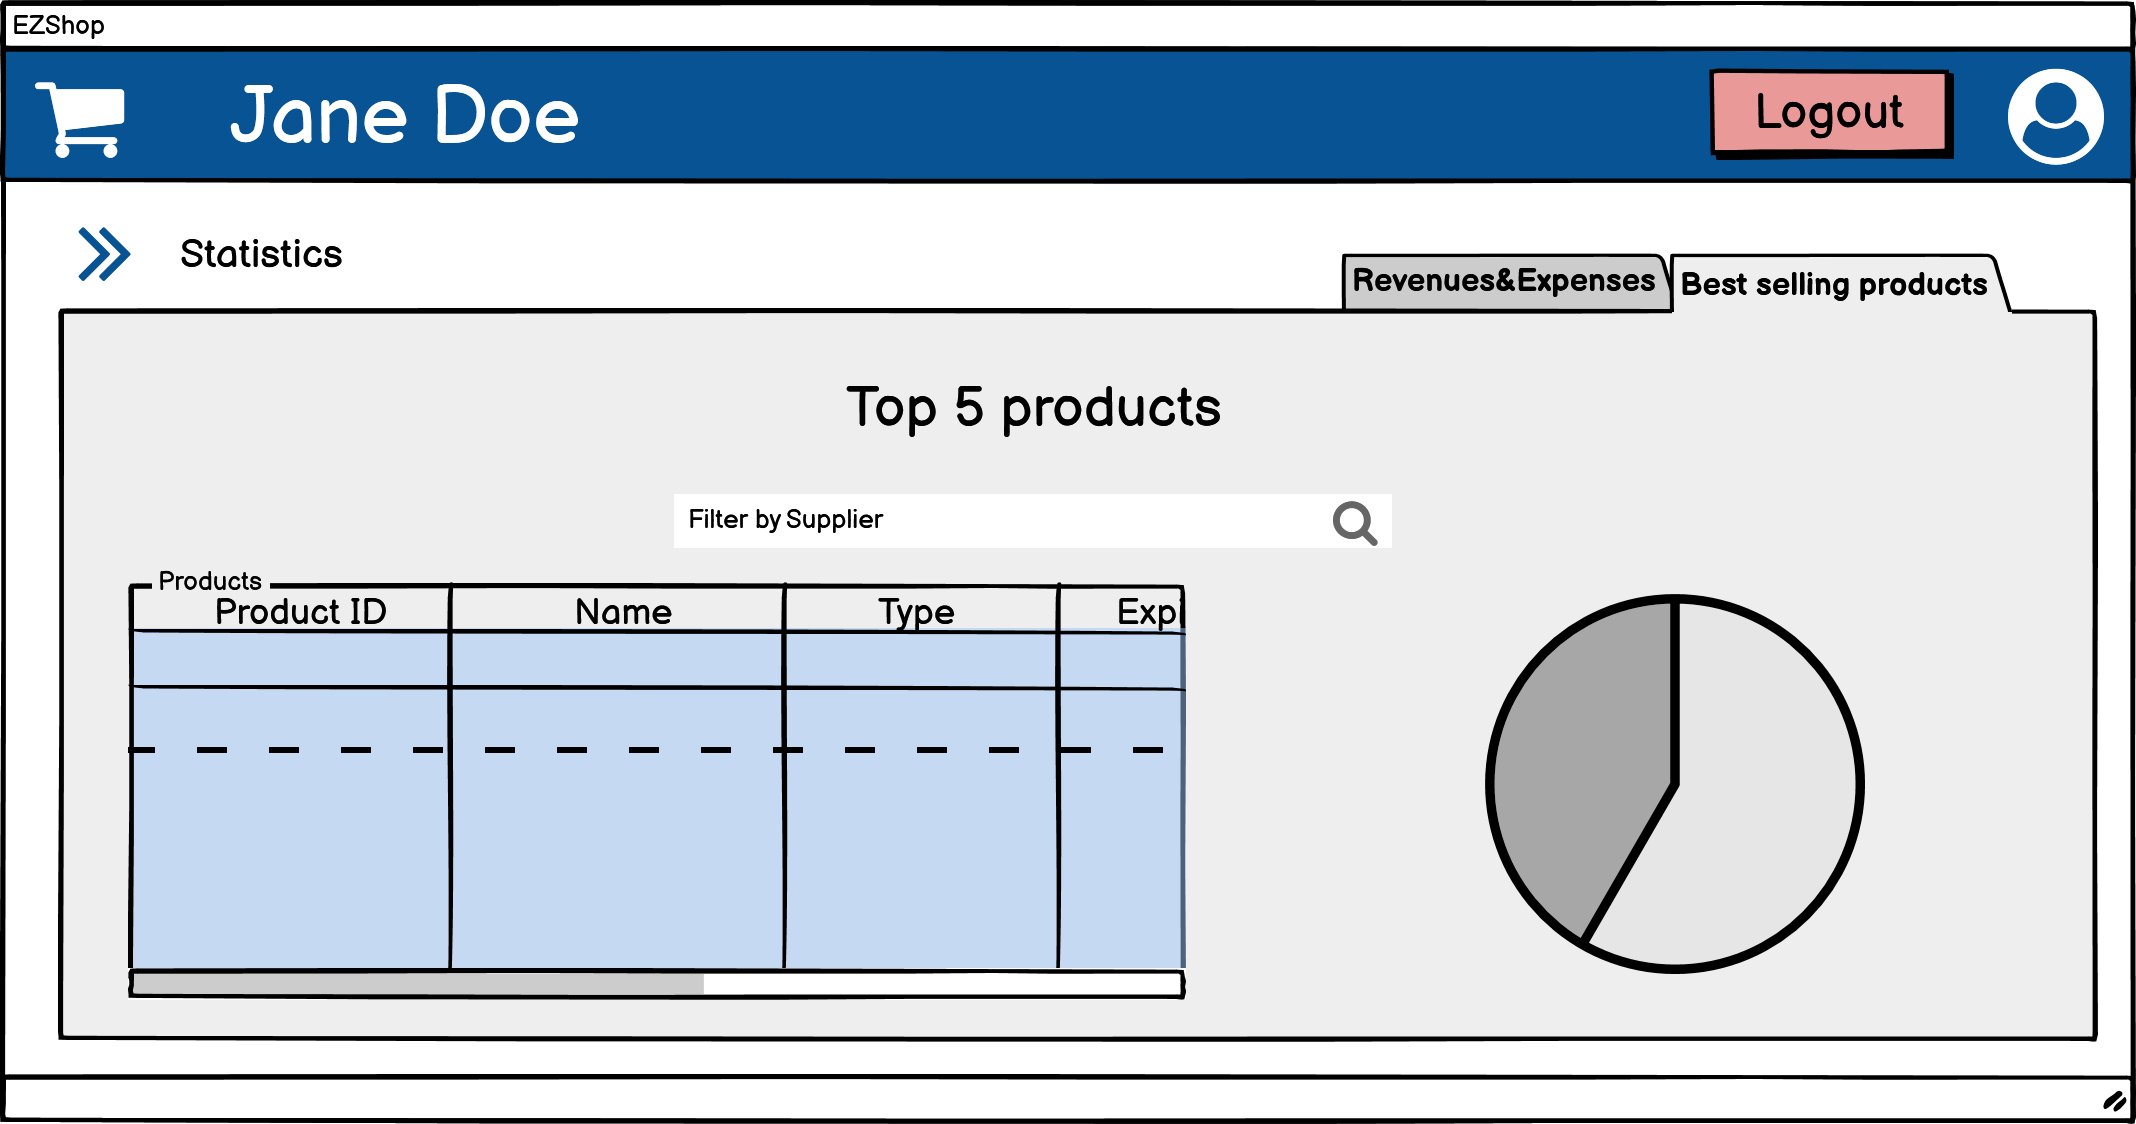 EZShop
Jane Doe
Logout
Statistics
Revenues&Expenses
Best selling products
Top 5 products
Filter by Supplier
Products
Product ID Name Type Exp